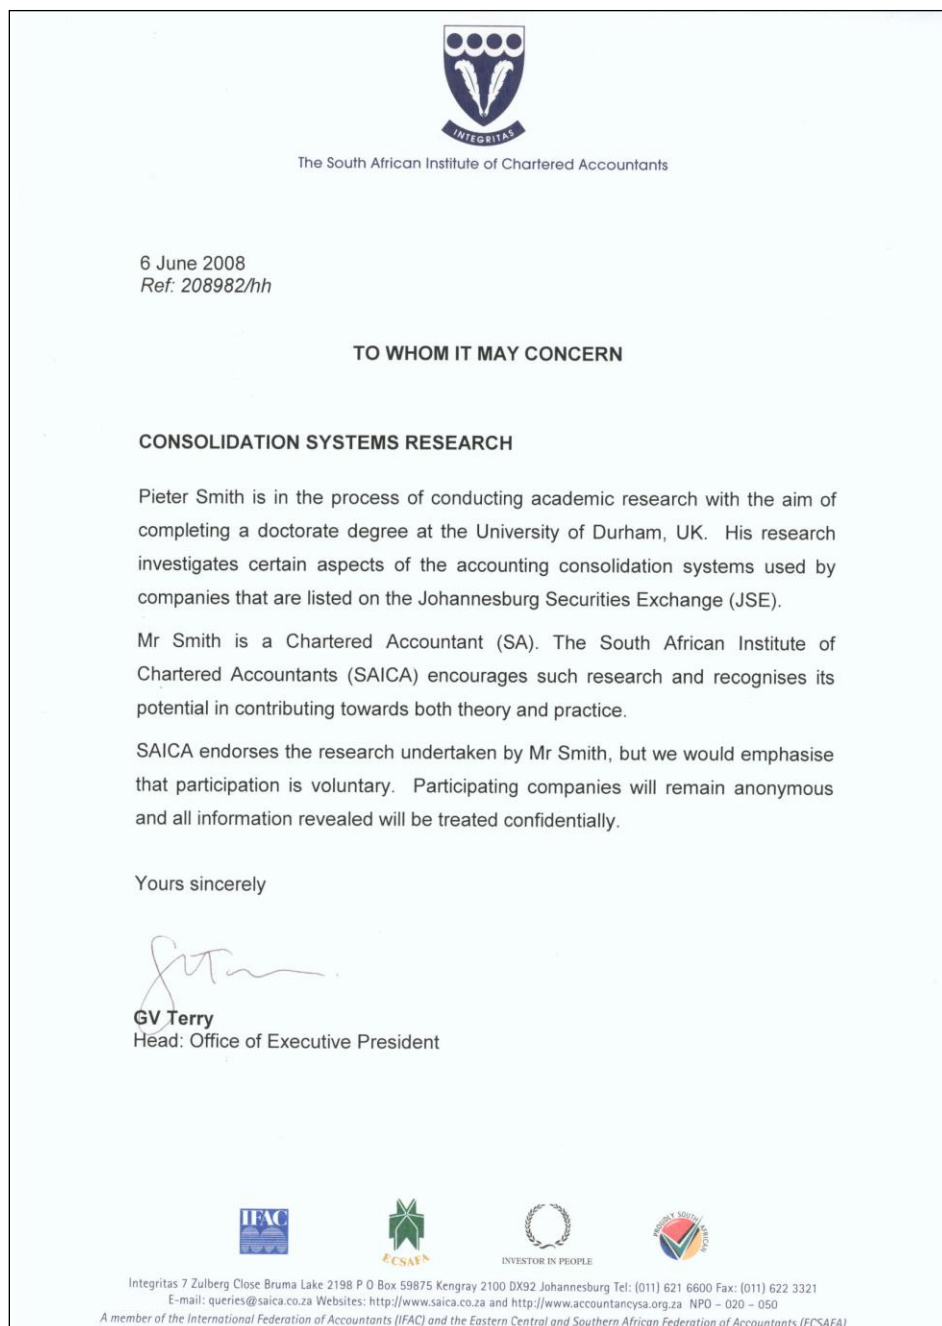 INTEGRITAS
The South African Institute of Chartered Accountants
6 June 2008
Ref: 208982/hh
TO WHOM IT MAY CONCERN
CONSOLIDATION SYSTEMS RESEARCH
Pieter Smith is in the process of conducting academic research with the aim of
completing a doctorate degree at the University of Durham, UK.  His research
investigates certain aspects of the accounting consolidation systems used by
companies that are listed on the Johannesburg Securities Exchange (JSE).
Mr Smith is a Chartered Accountant (SA). The South African Institute of
Chartered Accountants (SAICA) encourages such research and recognises its
potential in contributing towards both theory and practice.
SAICA endorses the research undertaken by Mr Smith, but we would emphasise
that participation is voluntary.  Participating companies will remain anonymous
and all information revealed will be treated confidentially.
Yours sincerely
GV Terry
Head: Office of Executive President
IFAC
ECSAFA
INVESTOR IN PEOPLE
PROUDLY SOUTH AFRICAN
Integritas 7 Zulberg Close Bruma Lake 2198 P O Box 59875 Kengray 2100 DX92 Johannesburg Tel: (011) 621 6600 Fax: (011) 622 3321
E-mail: queries@saica.co.za Websites: http://www.saica.co.za and http://www.accountancysa.org.za  NPO – 020 – 050
A member of the International Federation of Accountants (IFAC) and the Eastern Central and Southern African Federation of Accountants (ECSAFA)